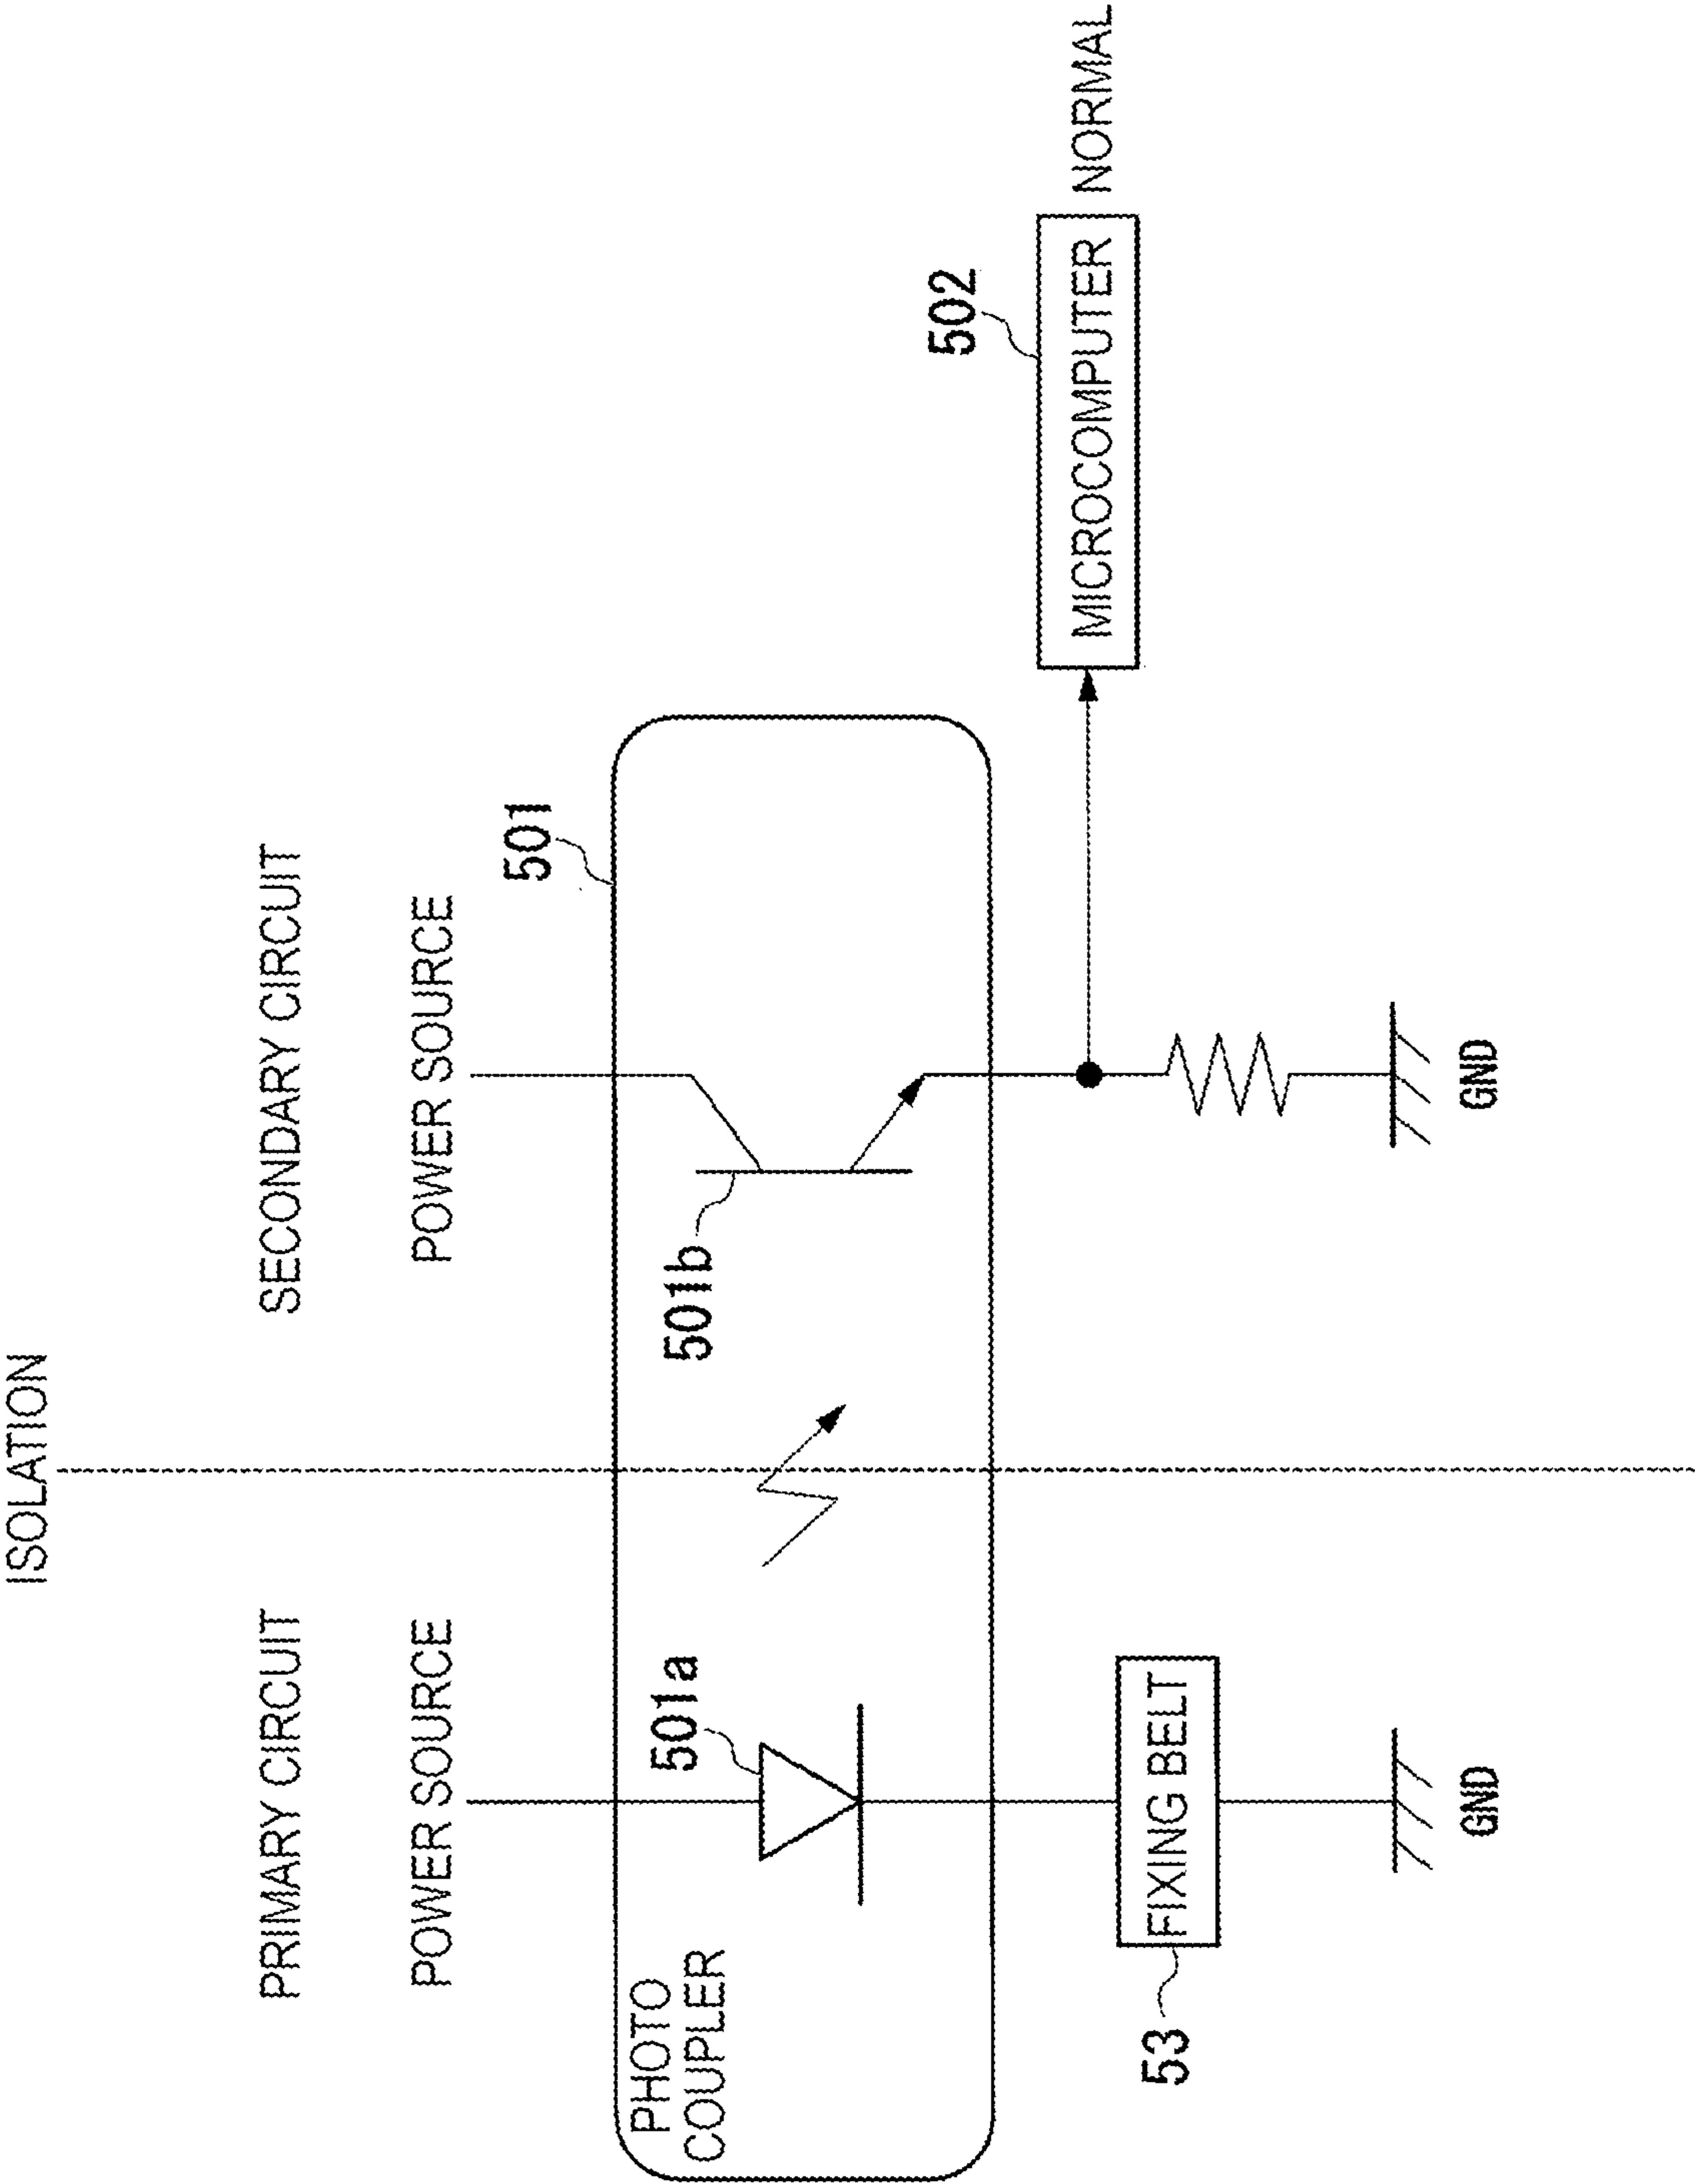 ISOLATION
PRIMARY CIRCUIT
SECONDARY CIRCUIT
POWER SOURCE
POWER SOURCE
501
PHOTO
COUPLER
501a
501b
502
MICROCOMPUTER
NORMAL
FIXING BELT
53
GND
GND